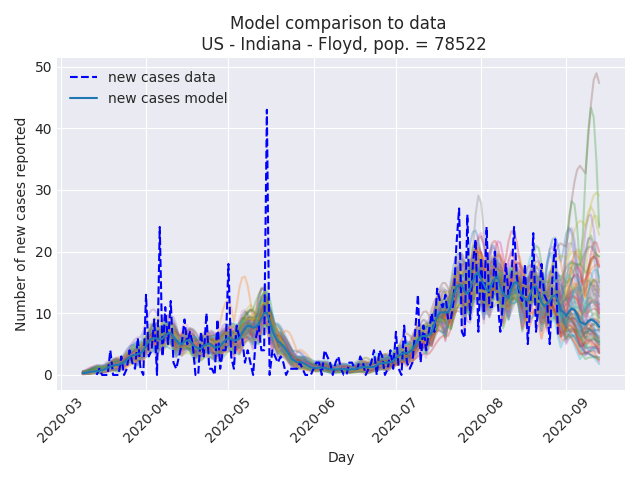 Model comparison to data
US - Indiana - Floyd, pop. = 78522
new cases data
new cases model
Number of new cases reported
50
40
30
20
10
0
2020-03
2020-04
2020-05
2020-06
2020-07
2020-08
2020-09
Day